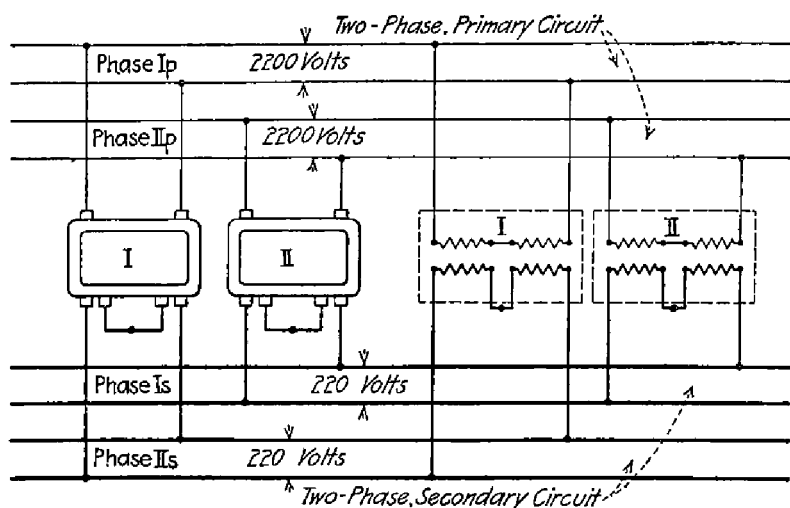 Two-Phase, Primary Circuit
Phase Ip
2200 Volts
Phase IIp
2200 Volts
I
II
I
II
Phase Is
220 Volts
Phase IIs
220 Volts
Two-Phase, Secondary Circuit